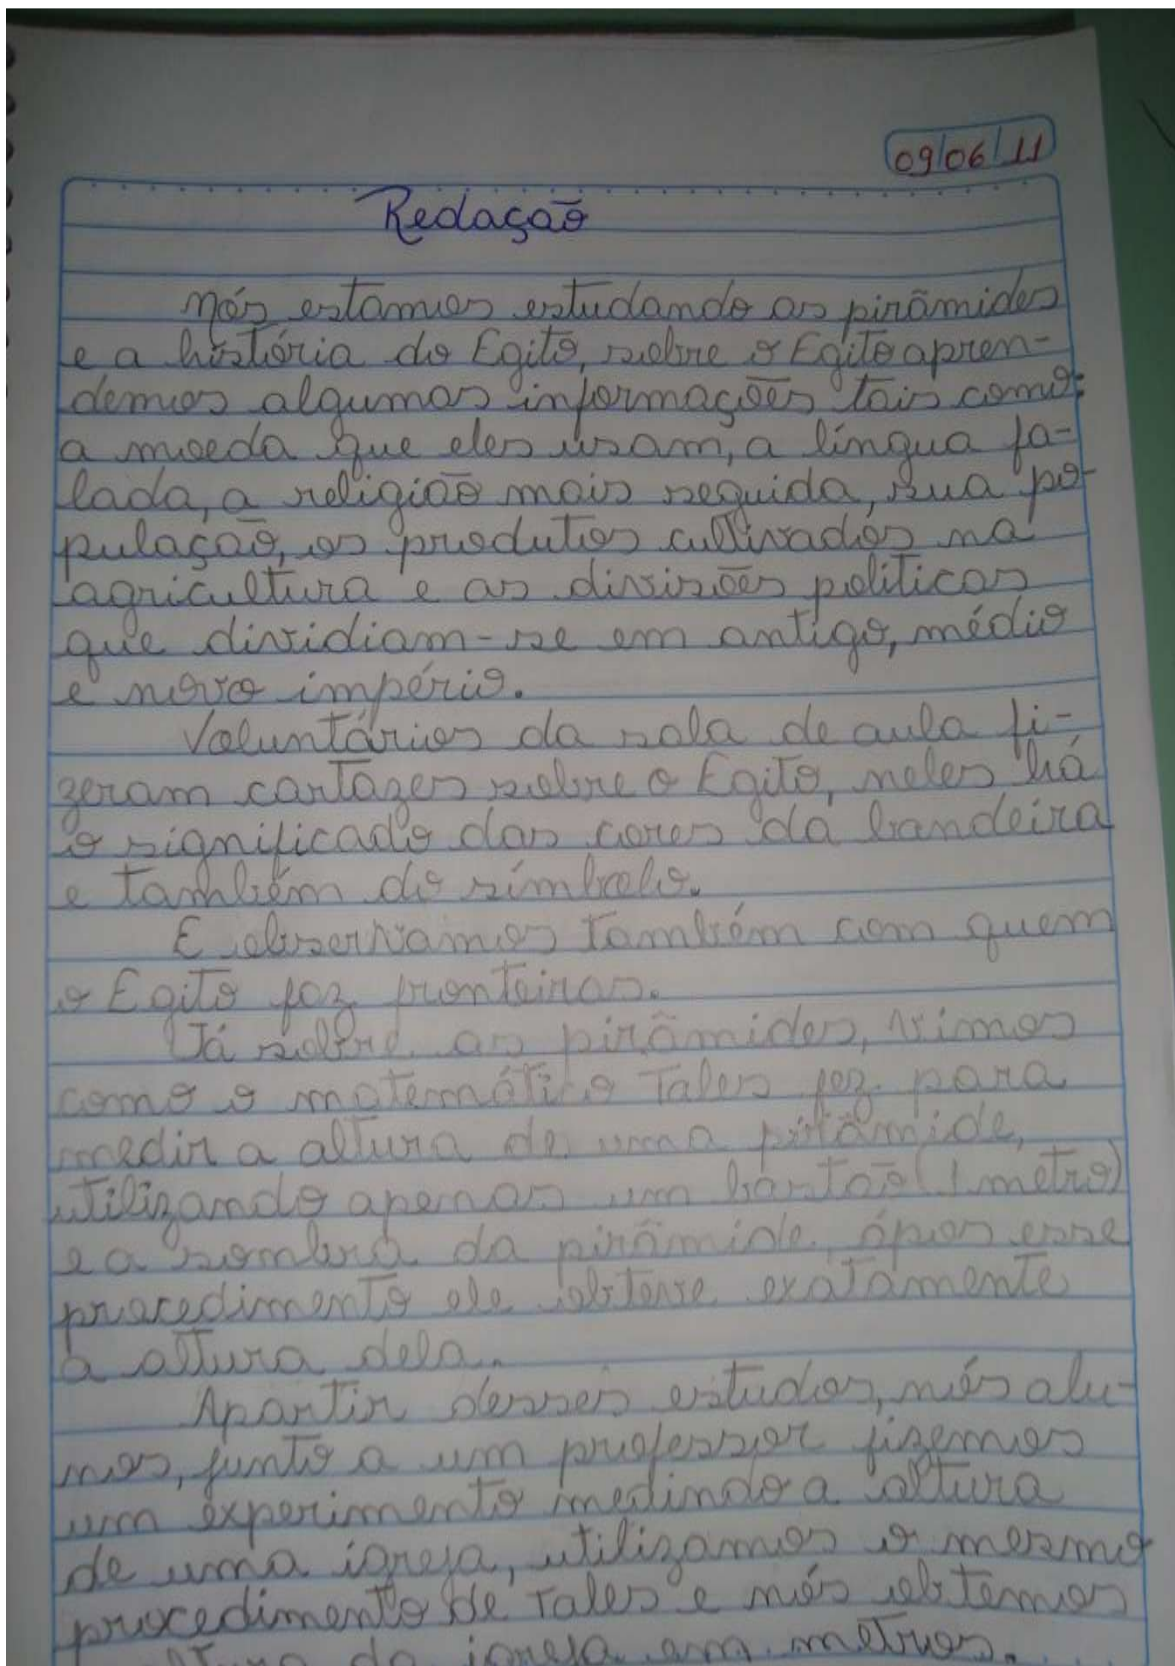 09/06/11
Redação
Nós estamos estudando as pirâmides
e a história do Egito, sobre o Egito apren-
demos algumas informações tais como:
a moeda que eles usam, a língua fa-
lada, a religião mais seguida, sua po-
pulação, os produtos cultivados na
agricultura e as divisões políticas
que dividiam-se em antigo, médio
e novo império.
Voluntários da sala de aula fi-
zeram cartazes sobre o Egito, neles há
o significado das cores da bandeira
e também do símbolo.
E observamos também com quem
o Egito faz fronteiras.
Já sobre as pirâmides, vimos
como o matemático Tales fez para
medir a altura de uma pirâmide,
utilizando apenas um bastão (1 metro)
e a sombra da pirâmide, ápos esse
procedimento ele obteve exatamente
a altura dela.
Apartir desses estudos, nós alu-
nos, junto a um professor fizemos
um experimento medindo a altura
de uma igreja, utilizamos o mesmo
procedimento de Tales e nós obtemos
altura da igreja em metros.